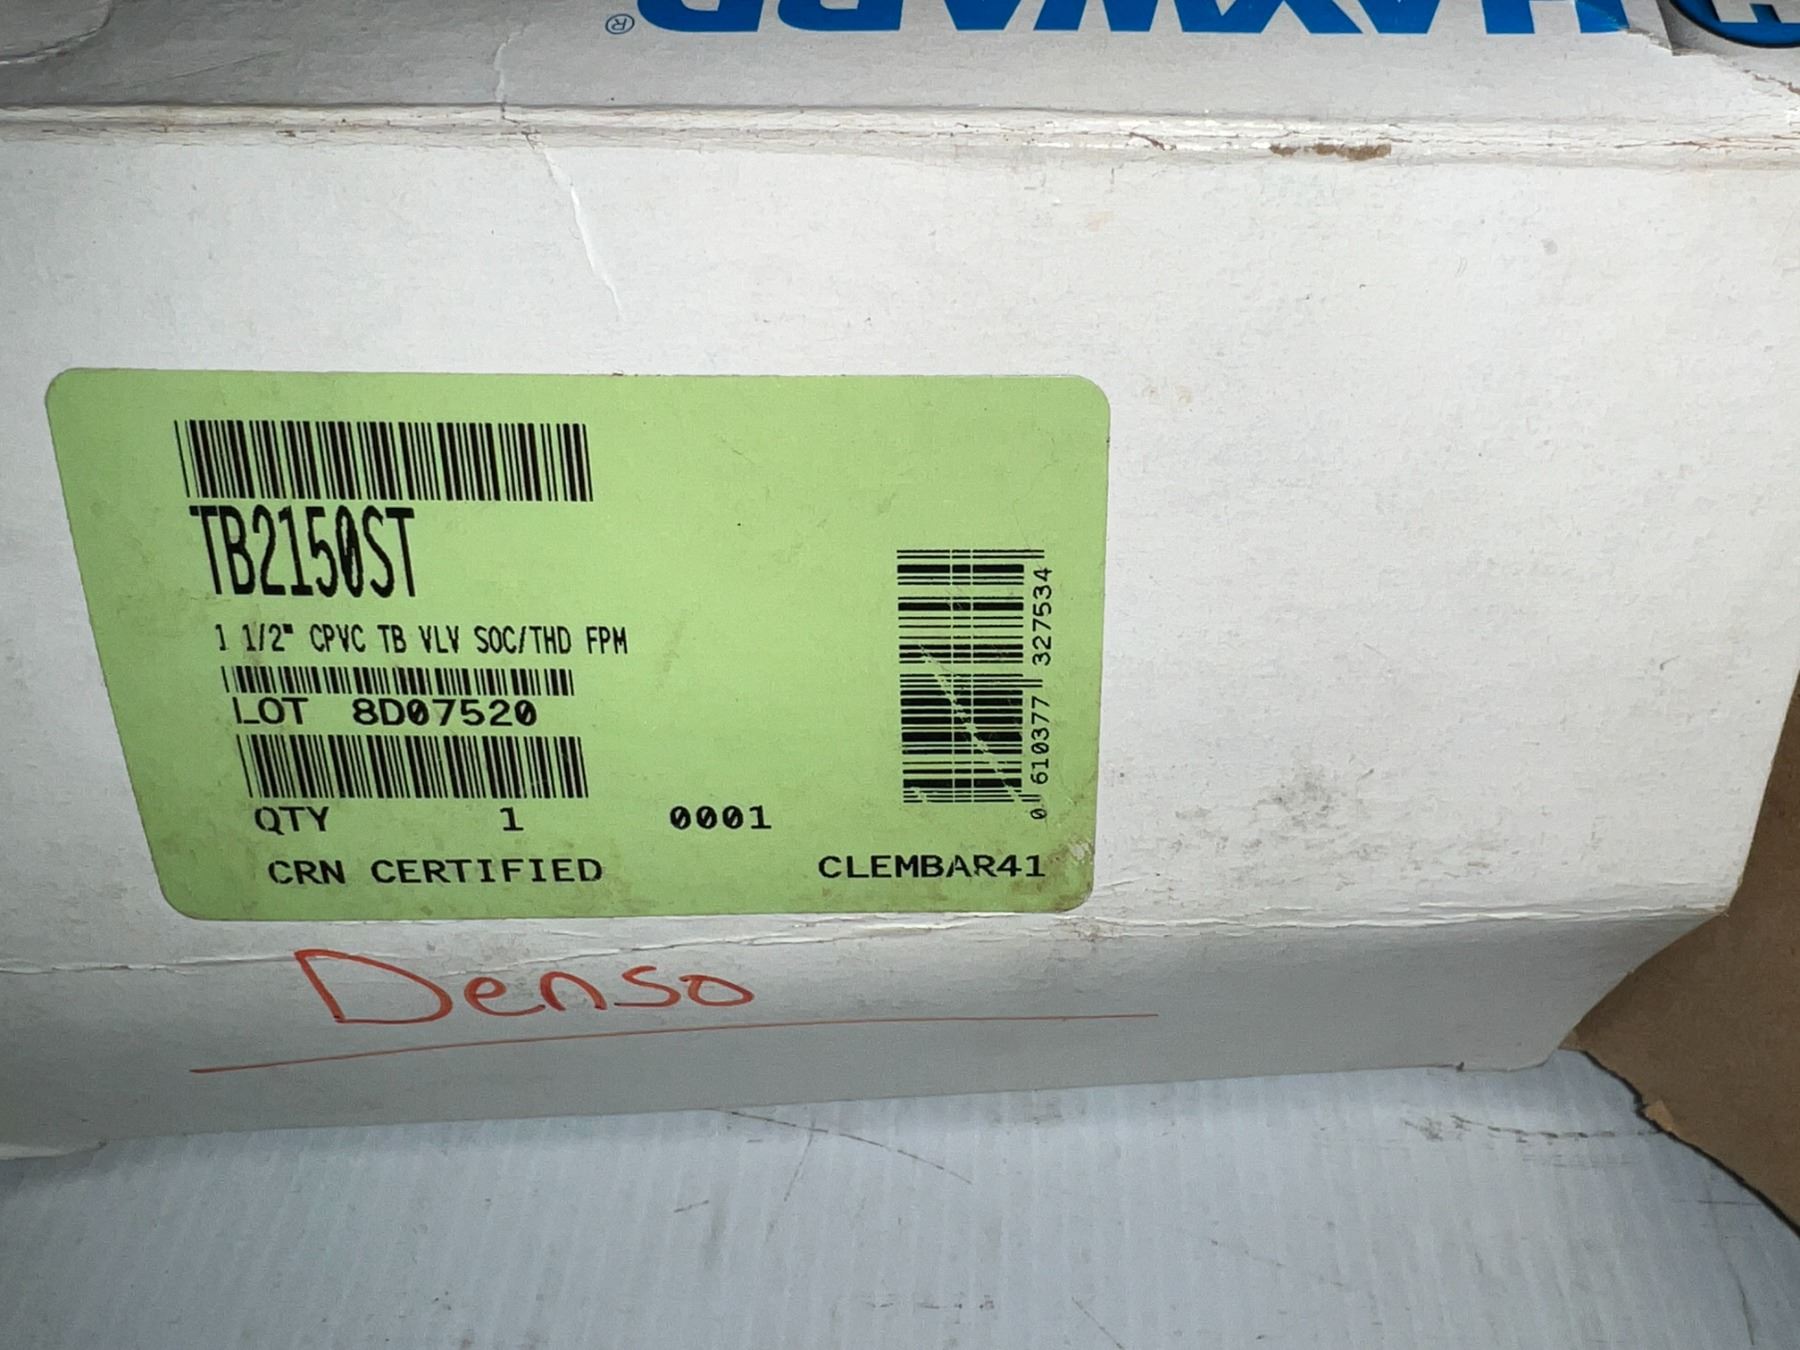 HAYWARD®
TB2150ST
1 1/2" CPVC TB VLV SOC/THD FPM
LOT 8D07520
QTY 1 0001
CRN CERTIFIED CLEMBAR41
0 610377 327534
Denso